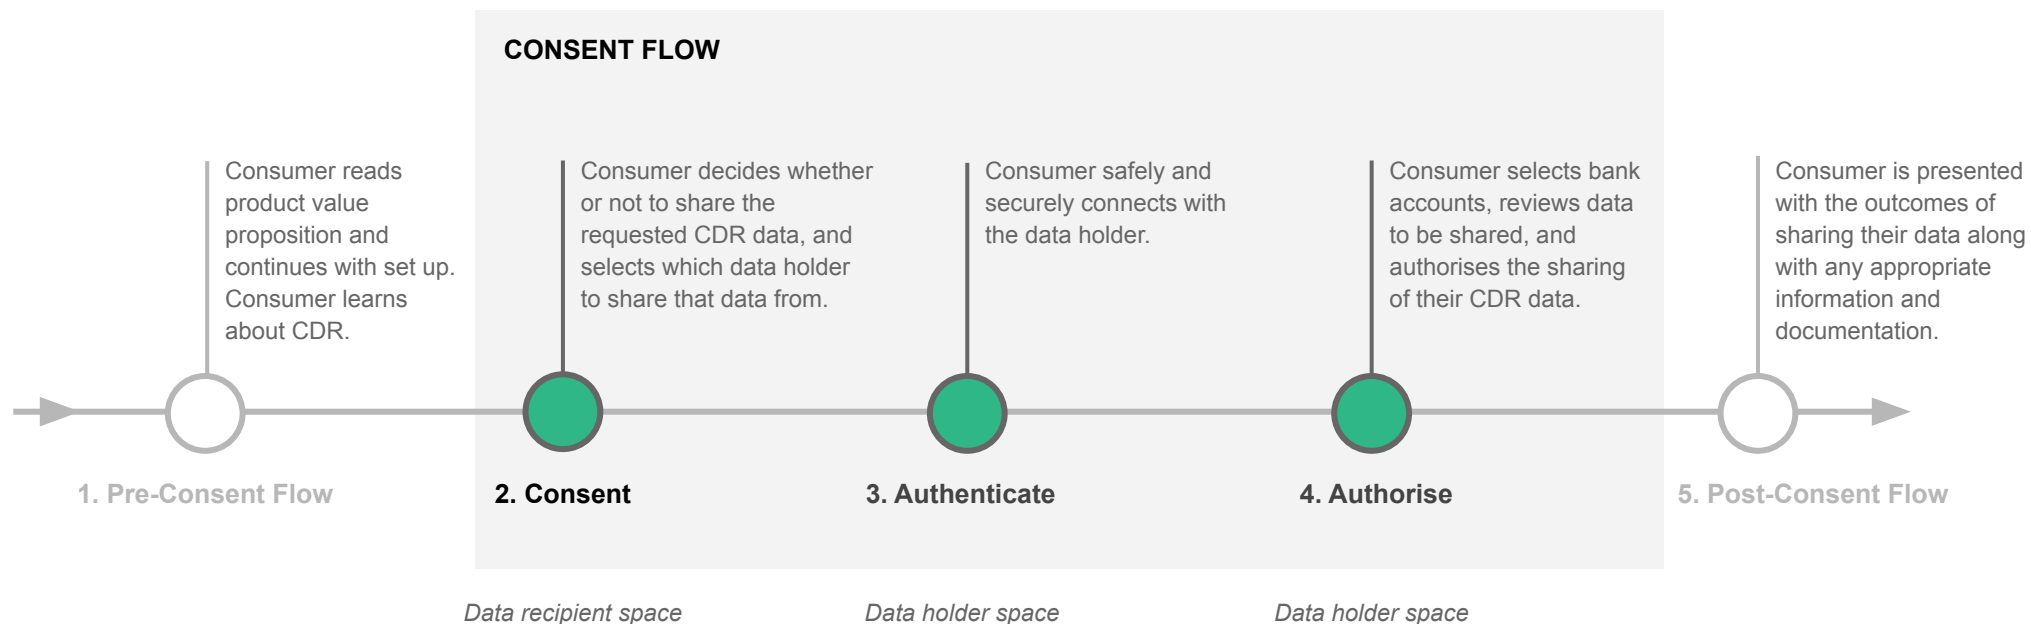 CONSENT FLOW
Consumer reads
product value
proposition and
continues with set up.
Consumer learns
about CDR.
Consumer decides whether
or not to share the
requested CDR data, and
selects which data holder
to share that data from.
Consumer safely and
securely connects with
the data holder.
Consumer selects bank
accounts, reviews data
to be shared, and
authorises the sharing
of their CDR data.
Consumer is presented
with the outcomes of
sharing their data along
with any appropriate
information and
documentation.
1. Pre-Consent Flow
2. Consent
3. Authenticate
4. Authorise
5. Post-Consent Flow
Data recipient space
Data holder space
Data holder space